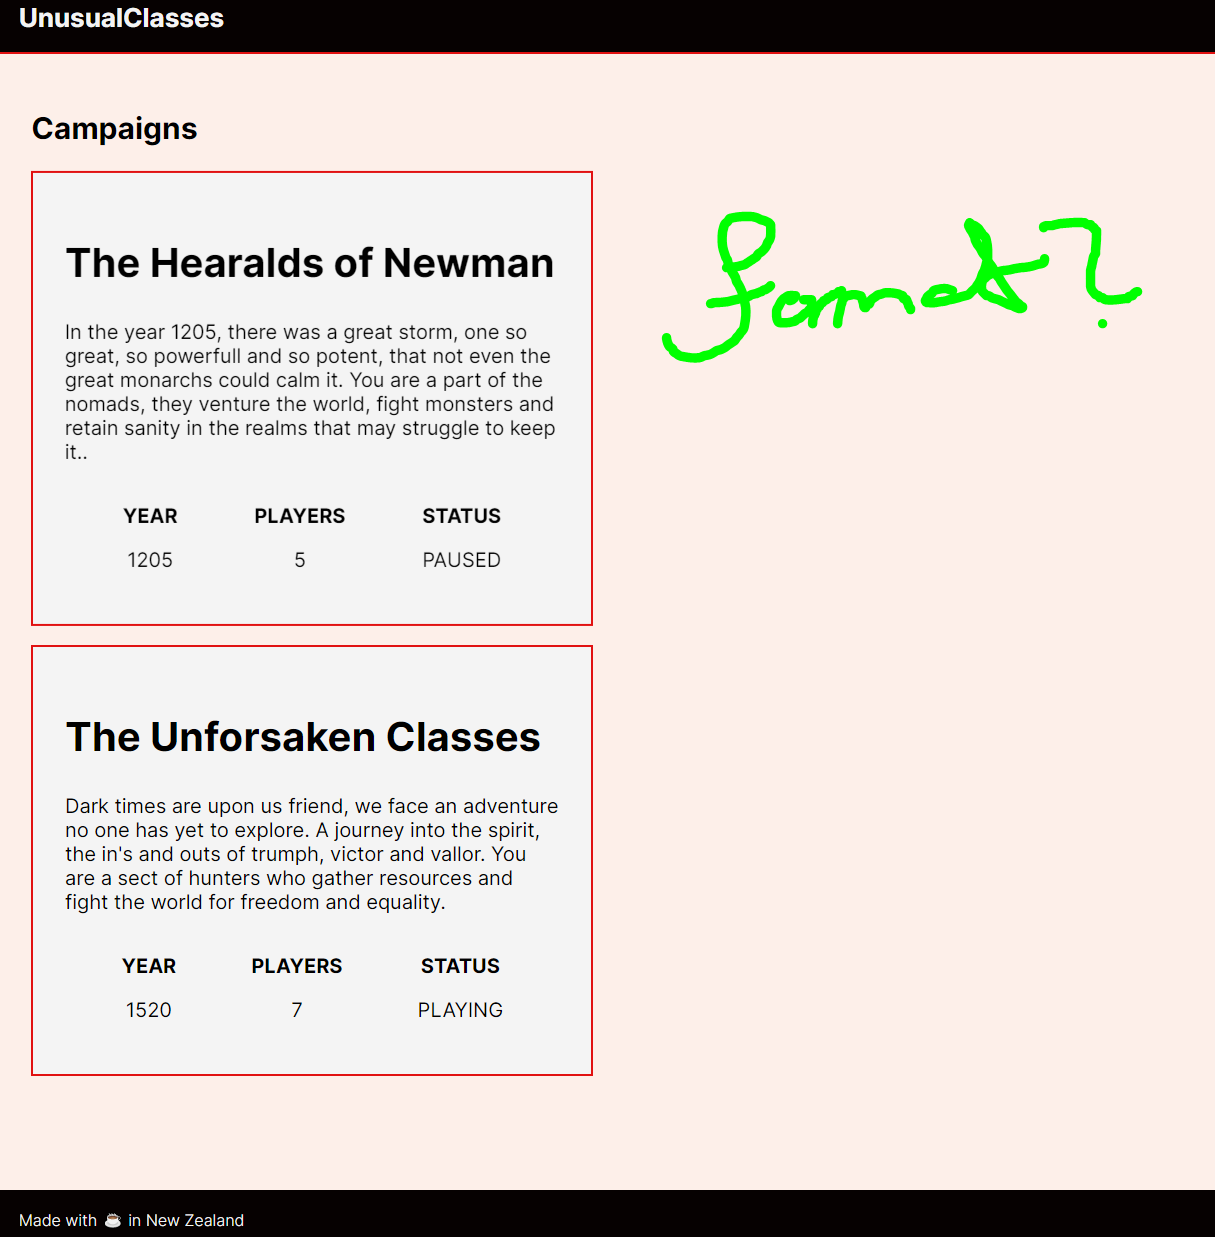 UnusualClasses
Campaigns
The Hearalds of Newman
format?
In the year 1205, there was a great storm, one so
great, so powerfull and so potent, that not even the
great monarchs could calm it. You are a part of the
nomads, they venture the world, fight monsters and
retain sanity in the realms that may struggle to keep
it..
YEAR PLAYERS STATUS
1205 5 PAUSED
The Unforsaken Classes
Dark times are upon us friend, we face an adventure
no one has yet to explore. A journey into the spirit,
the in's and outs of trumph, victor and vallor. You
are a sect of hunters who gather resources and
fight the world for freedom and equality.
YEAR PLAYERS STATUS
1520 7 PLAYING
Made with ☕ in New Zealand